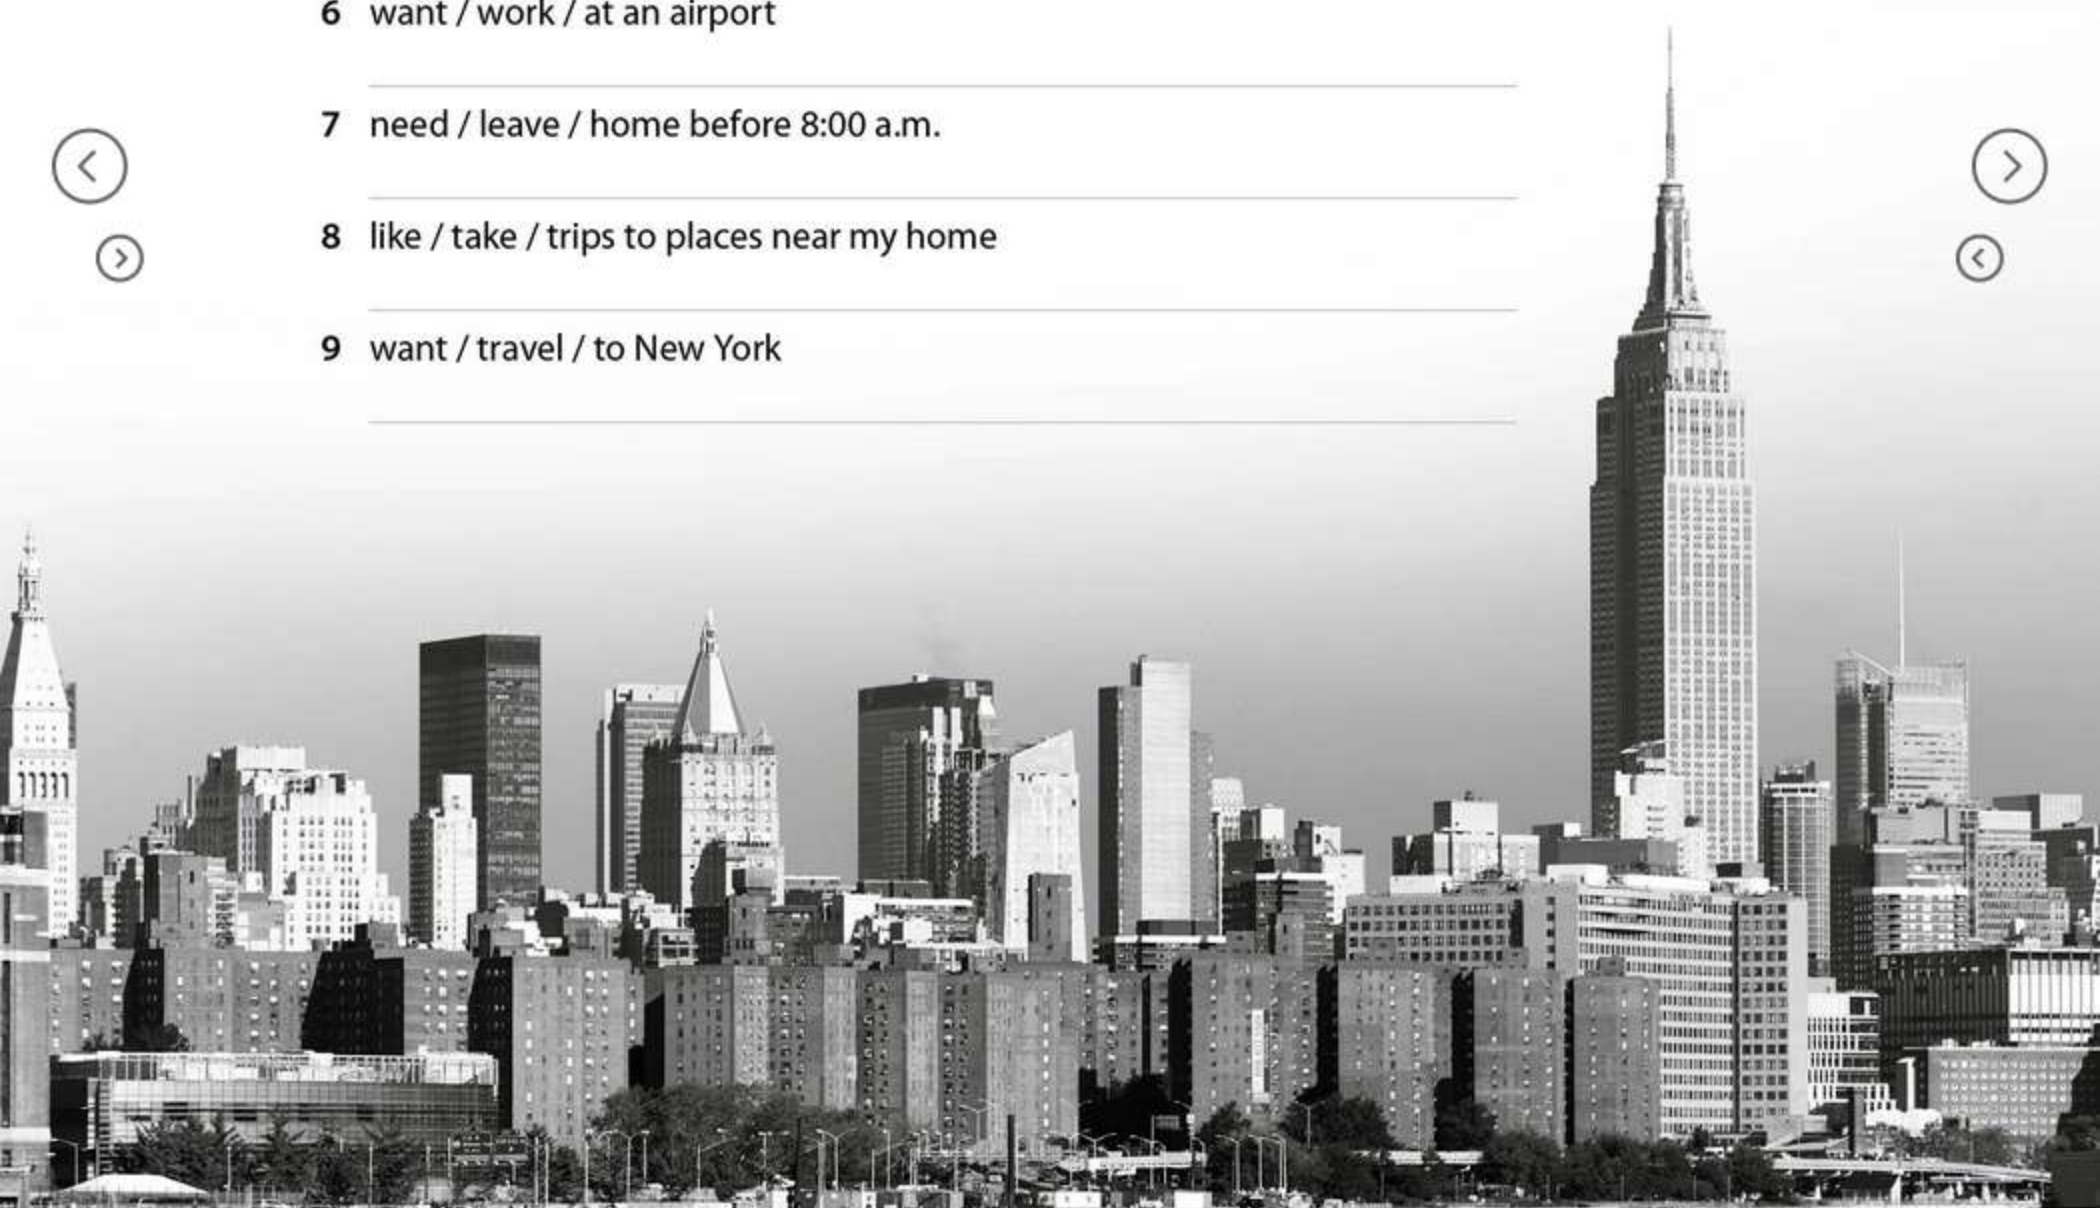 6 want / work / at an airport
7 need / leave / home before 8:00 a.m.
8 like / take / trips to places near my home
9 want / travel / to New York